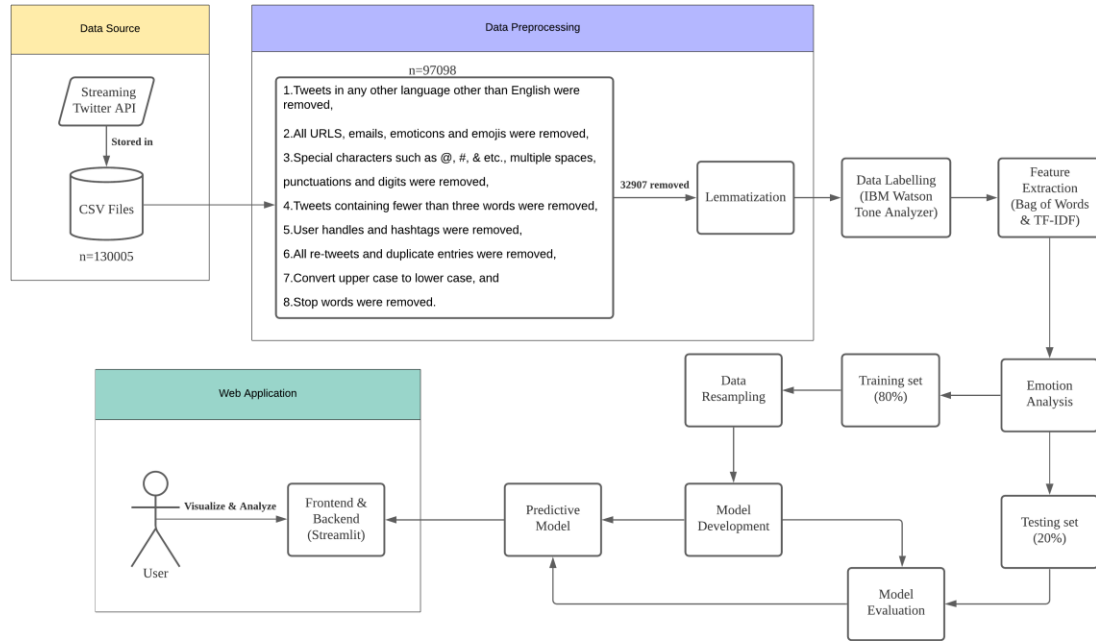 Data Source
Data Preprocessing
Streaming
Twitter API
Stored in
CSV Files
n=130005
n=97098
1.Tweets in any other language other than English were
removed,
2.All URLS, emails, emoticons and emojis were removed,
3.Special characters such as @, #, & etc., multiple spaces,
punctuations and digits were removed,
4.Tweets containing fewer than three words were removed,
5.User handles and hashtags were removed,
6.All re-tweets and duplicate entries were removed,
7.Convert upper case to lower case, and
8.Stop words were removed.
32907 removed
Lemmatization
Data Labelling
(IBM Watson
Tone Analyzer)
Feature
Extraction
(Bag of Words
& TF-IDF)
Emotion
Analysis
Training set
(80%)
Data
Resampling
Testing set
(20%)
Model
Development
Model
Evaluation
Predictive
Model
Web Application
Frontend &
Backend
(Streamlit)
Visualize & Analyze
User